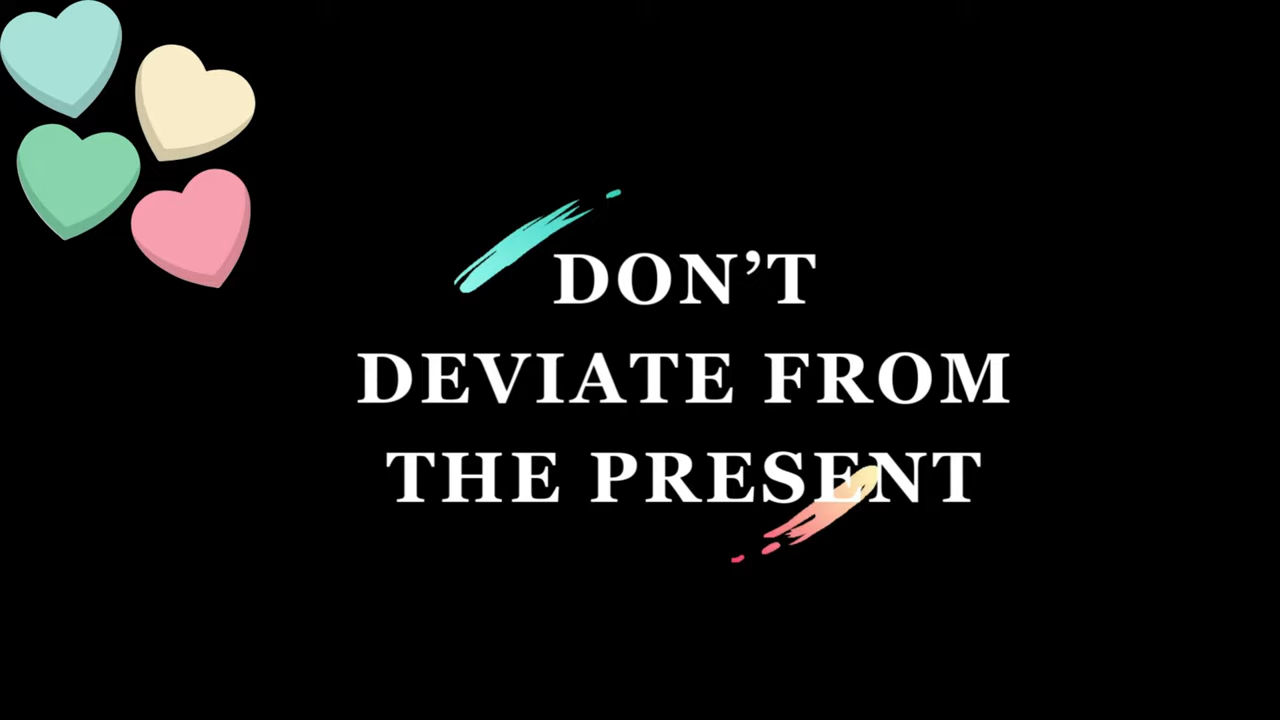 DON’T
DEVIATE FROM
THE PRESENT